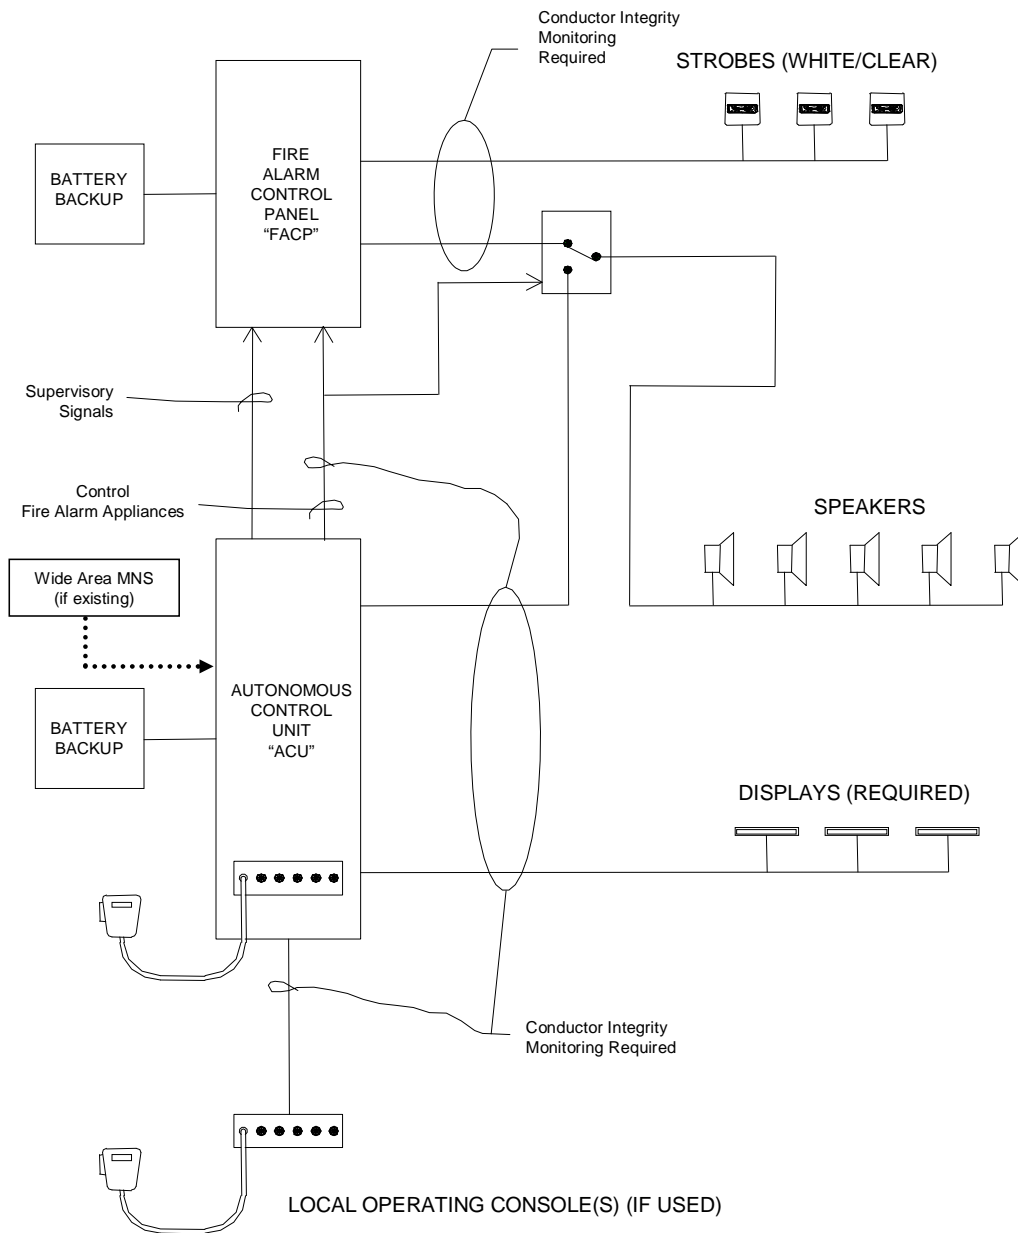 Conductor Integrity
Monitoring
Required
STROBES (WHITE/CLEAR)
BATTERY
BACKUP
FIRE
ALARM
CONTROL
PANEL
“FACP”
Supervisory
Signals
Control
Fire Alarm Appliances
SPEAKERS
Wide Area MNS
(if existing)
AUTONOMOUS
CONTROL
UNIT
“ACU”
BATTERY
BACKUP
DISPLAYS (REQUIRED)
Conductor Integrity
Monitoring Required
LOCAL OPERATING CONSOLE(S) (IF USED)